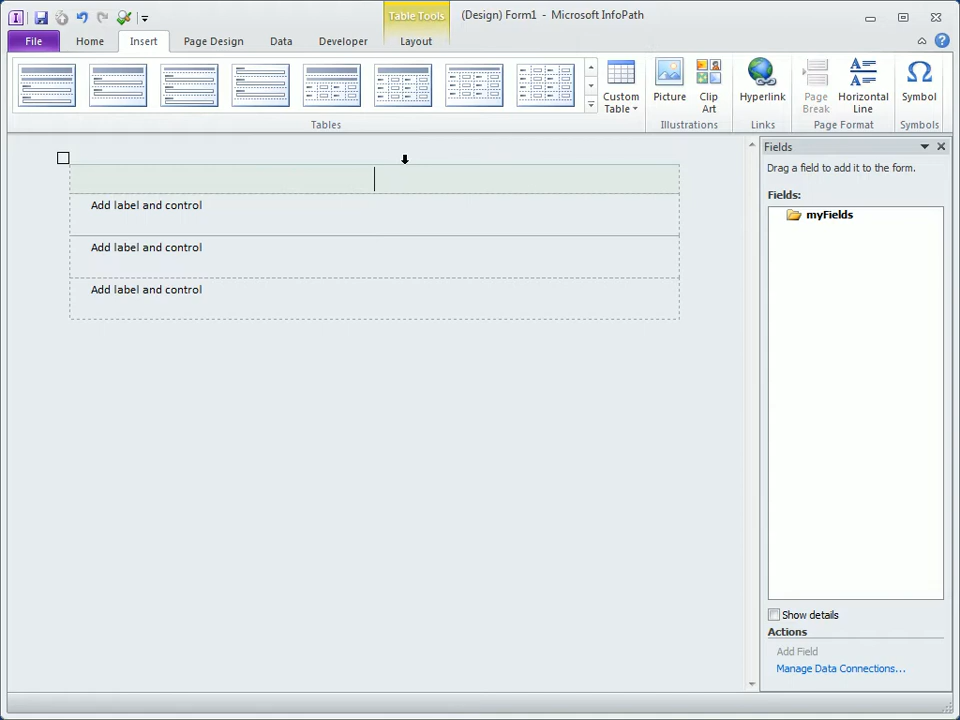 Table Tools
(Design) Form1 - Microsoft InfoPath
File
Home
Insert
Page Design
Data
Developer
Layout
Custom Table
Picture
Clip Art
Hyperlink
Page Break
Horizontal Line
Symbol
Tables
Illustrations
Links
Page Format
Symbols
Add label and control
Add label and control
Add label and control
Fields
Drag a field to add it to the form.
Fields:
myFields
Show details
Actions
Add Field
Manage Data Connections...